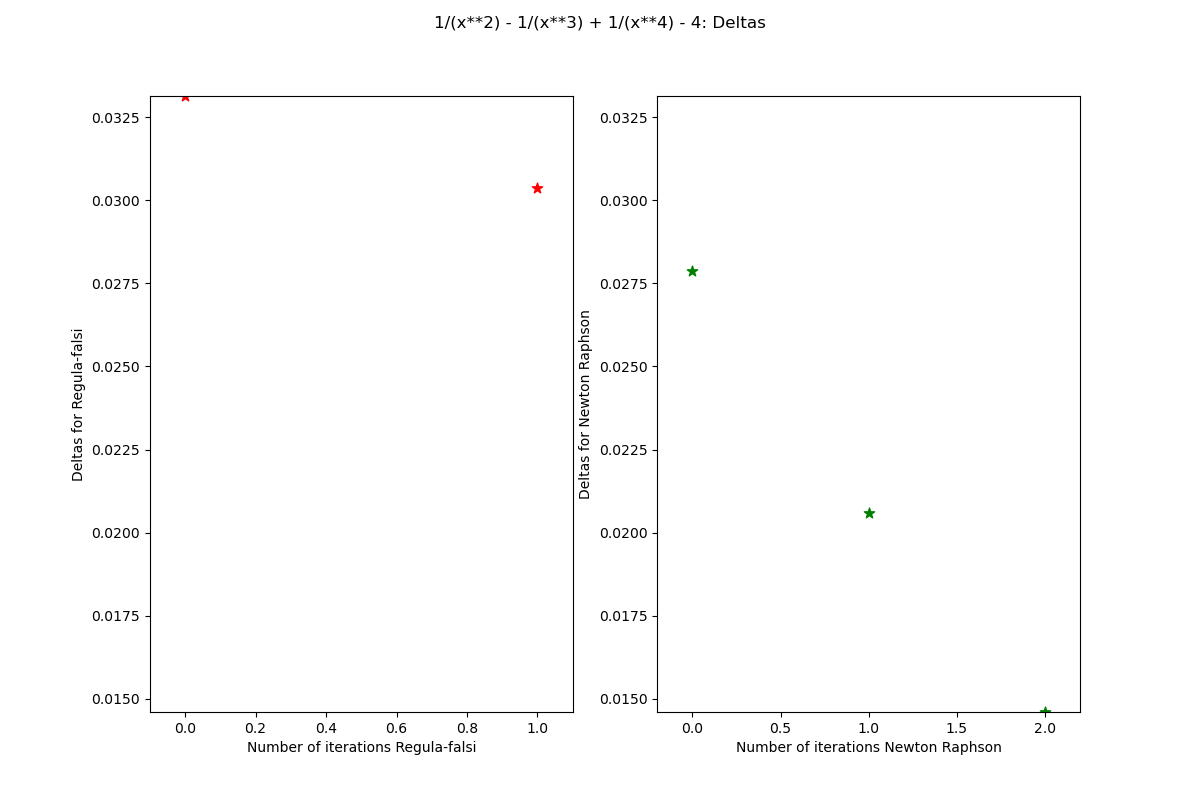 1/(x**2) - 1/(x**3) + 1/(x**4) - 4: Deltas
Deltas for Regula-falsi
0.0325
0.0300
0.0275
0.0250
0.0225
0.0200
0.0175
0.0150
0.0 0.2 0.4 0.6 0.8 1.0
Number of iterations Regula-falsi
Deltas for Newton Raphson
0.0325
0.0300
0.0275
0.0250
0.0225
0.0200
0.0175
0.0150
0.0 0.5 1.0 1.5 2.0
Number of iterations Newton Raphson